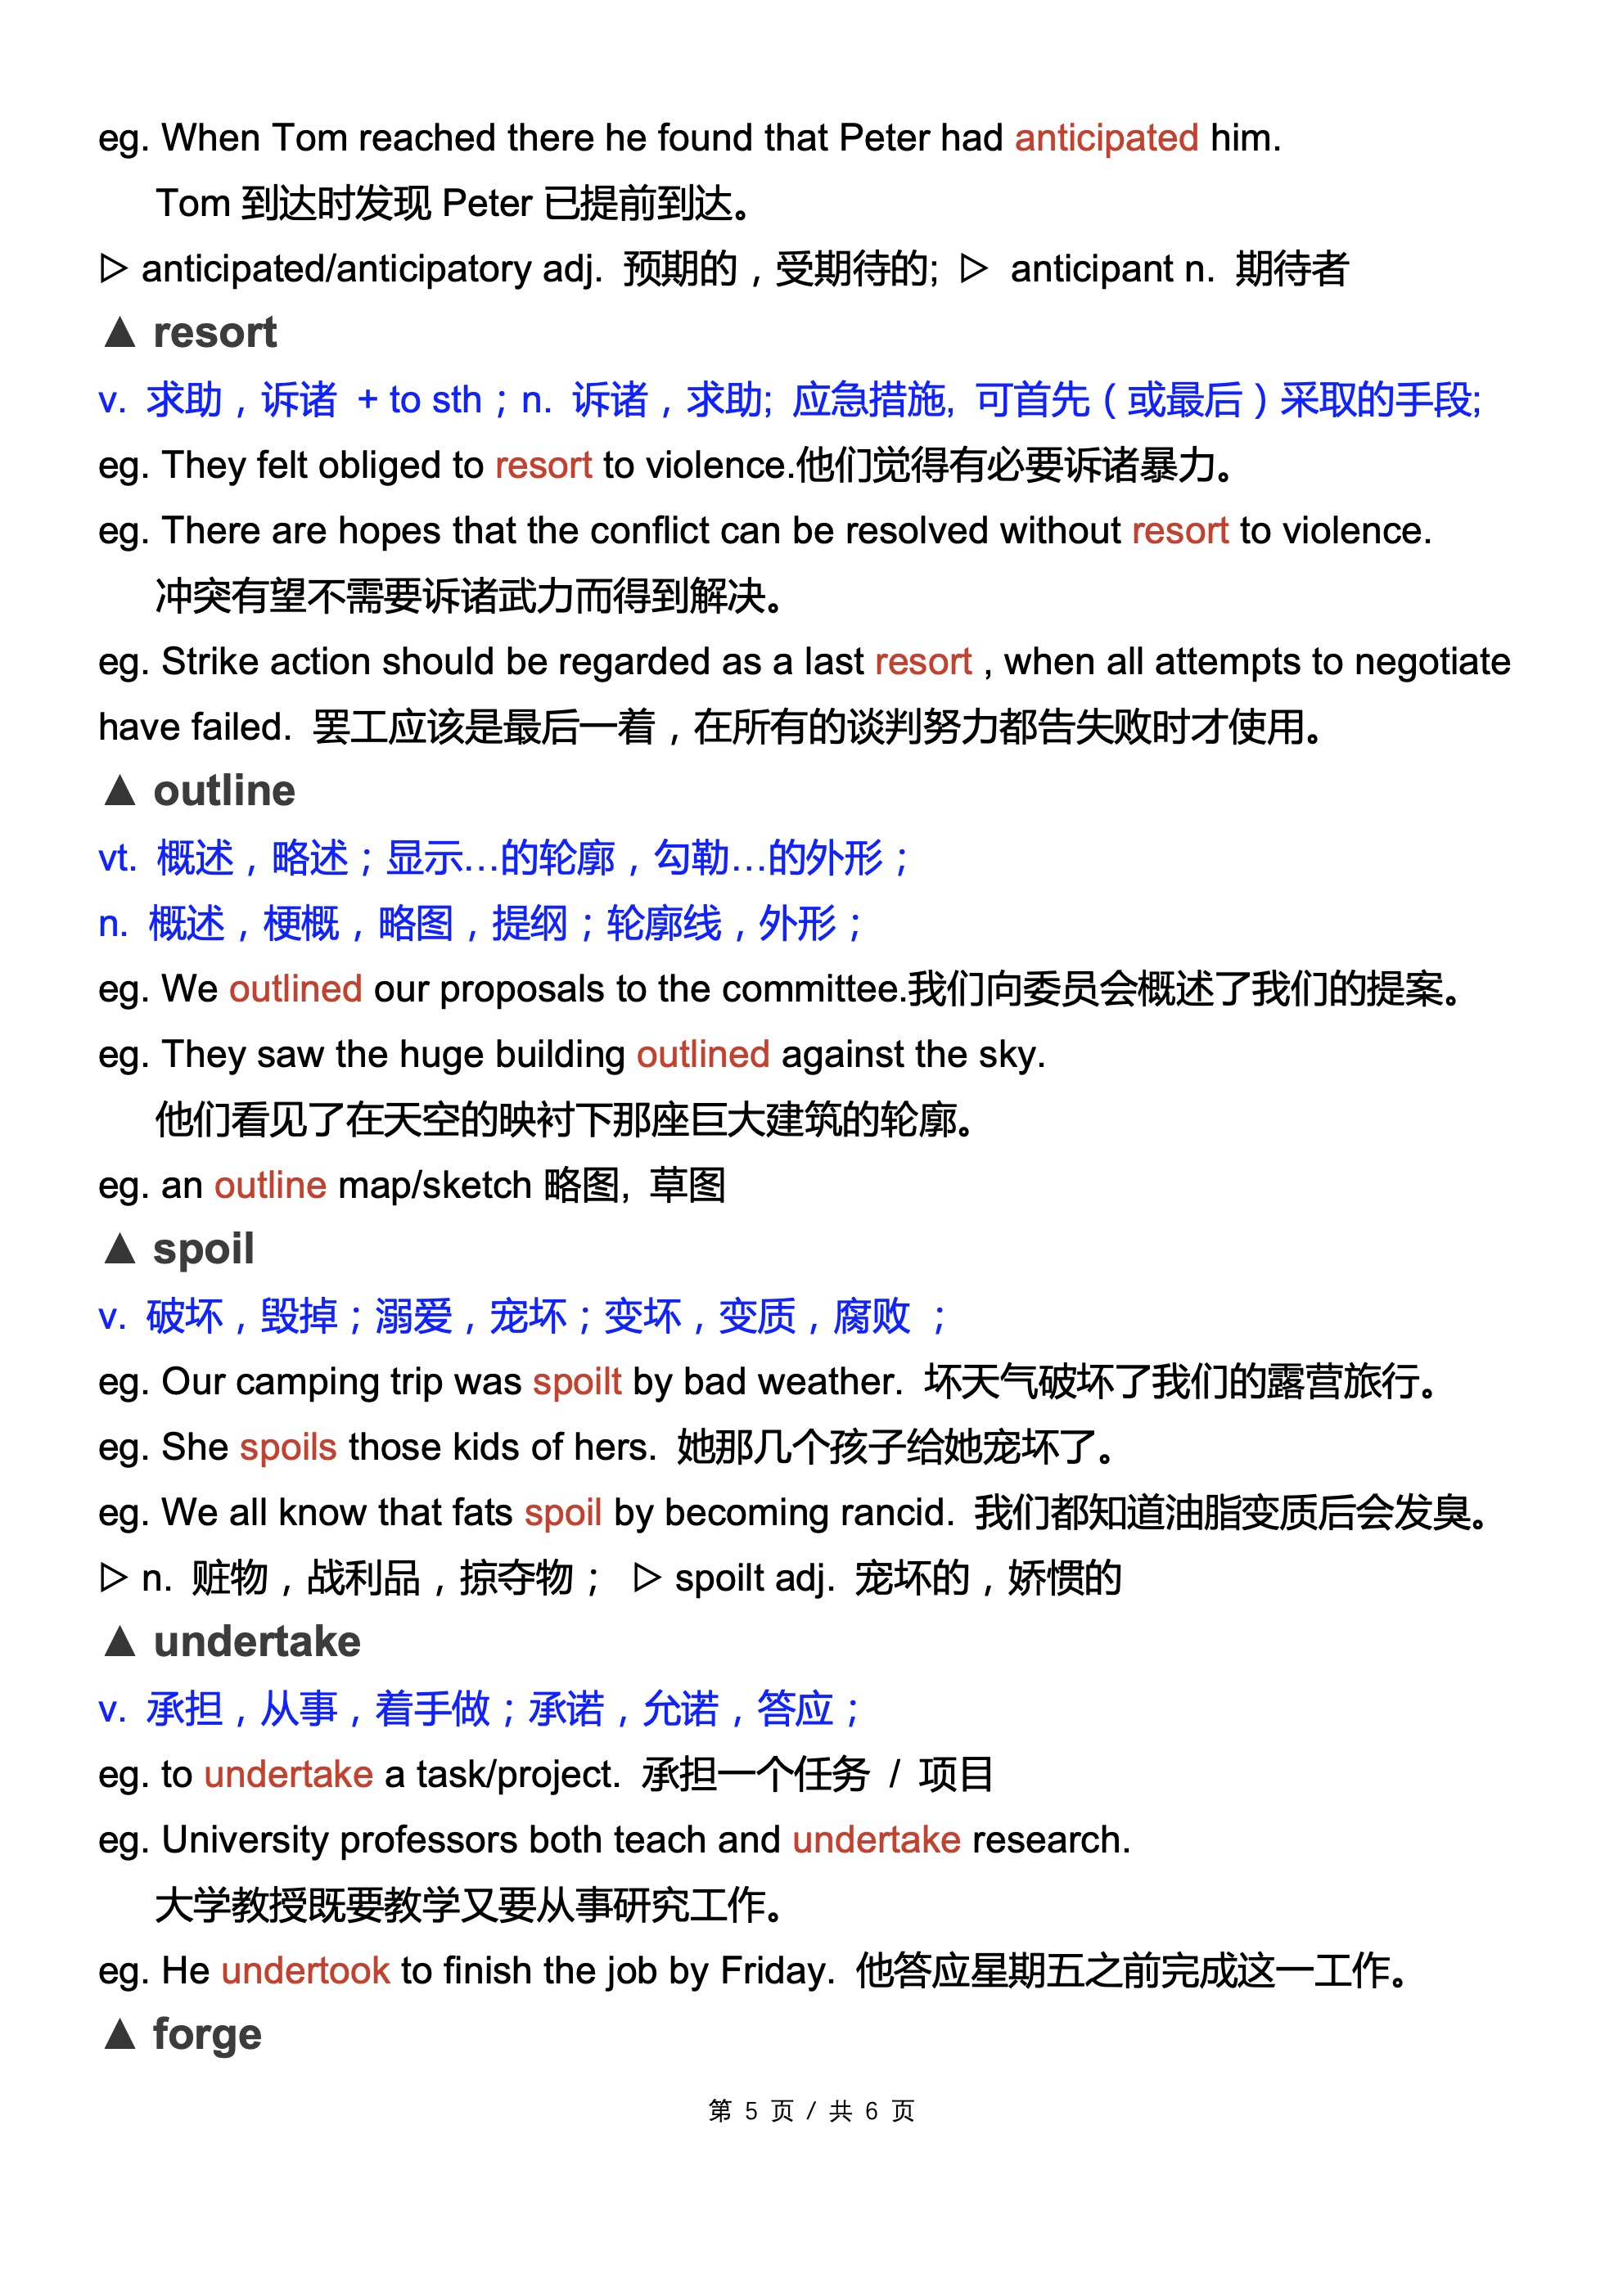 eg. When Tom reached there he found that Peter had anticipated him.
Tom 到达时发现 Peter 已提前到达。
▷ anticipated/anticipatory adj. 预期的，受期待的; ▷ anticipant n. 期待者
▲ resort
v. 求助，诉诸 + to sth；n. 诉诸，求助; 应急措施, 可首先（或最后）采取的手段;
eg. They felt obliged to resort to violence.他们觉得有必要诉诸暴力。
eg. There are hopes that the conflict can be resolved without resort to violence.
冲突有望不需要诉诸武力而得到解决。
eg. Strike action should be regarded as a last resort , when all attempts to negotiate
have failed. 罢工应该是最后一着，在所有的谈判努力都告失败时才使用。
▲ outline
vt. 概述，略述；显示…的轮廓，勾勒…的外形；
n. 概述，梗概，略图，提纲；轮廓线，外形；
eg. We outlined our proposals to the committee.我们向委员会概述了我们的提案。
eg. They saw the huge building outlined against the sky.
他们看见了在天空的映衬下那座巨大建筑的轮廓。
eg. an outline map/sketch 略图, 草图
▲ spoil
v. 破坏，毁掉；溺爱，宠坏；变坏，变质，腐败 ；
eg. Our camping trip was spoilt by bad weather. 坏天气破坏了我们的露营旅行。
eg. She spoils those kids of hers. 她那几个孩子给她宠坏了。
eg. We all know that fats spoil by becoming rancid. 我们都知道油脂变质后会发臭。
▷ n. 赃物，战利品，掠夺物； ▷ spoilt adj. 宠坏的，娇惯的
▲ undertake
v. 承担，从事，着手做；承诺，允诺，答应；
eg. to undertake a task/project. 承担一个任务 / 项目
eg. University professors both teach and undertake research.
大学教授既要教学又要从事研究工作。
eg. He undertook to finish the job by Friday. 他答应星期五之前完成这一工作。
▲ forge
第 5 页 / 共 6 页